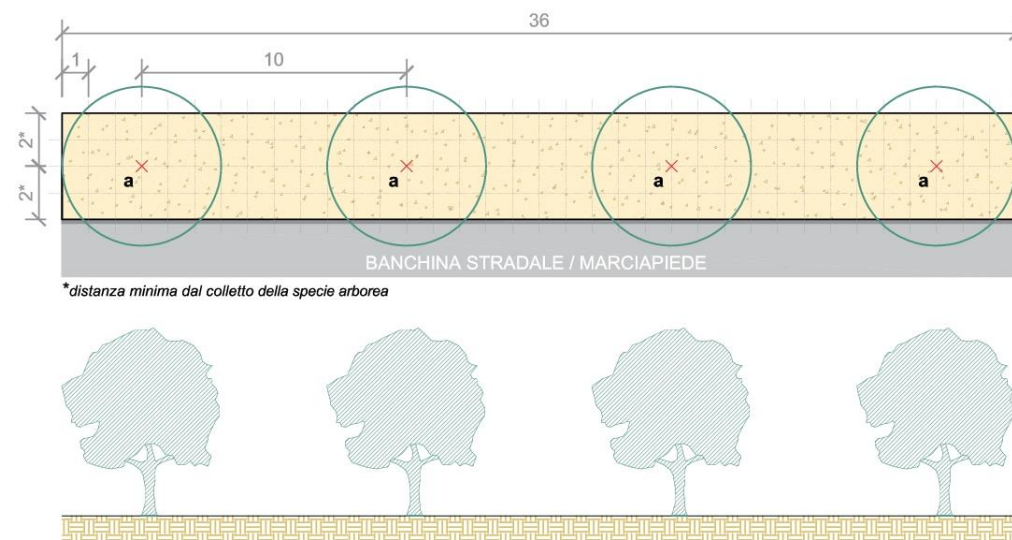 36
1
10
2*
2*
a
a
a
a
BANCHINA STRADALE / MARCIAPIEDE
*distanza minima dal colletto della specie arborea